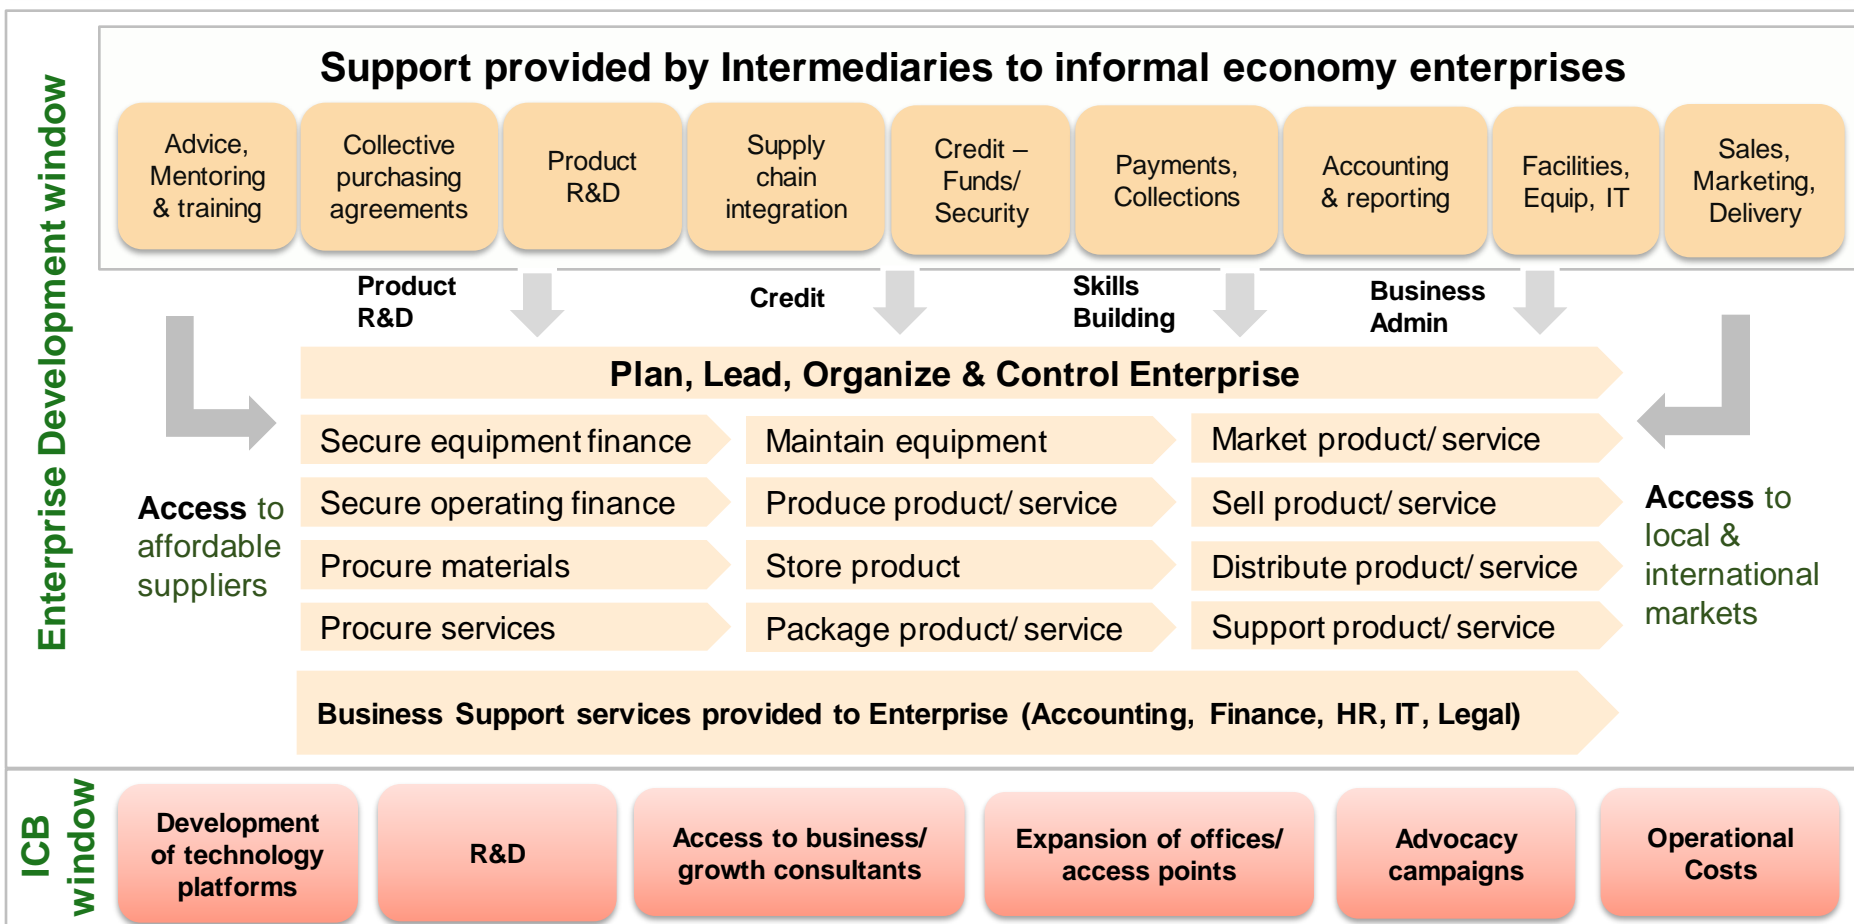 Enterprise Development window
Support provided by Intermediaries to informal economy enterprises
Advice,
Mentoring
& training
Collective
purchasing
agreements
Product
R&D
Supply
chain
integration
Credit –
Funds/
Security
Payments,
Collections
Accounting
& reporting
Facilities,
Equip, IT
Sales,
Marketing,
Delivery
Product
R&D
Credit
Skills
Building
Business
Admin
Plan, Lead, Organize & Control Enterprise
Access to
affordable
suppliers
Secure equipment finance
Secure operating finance
Procure materials
Procure services
Maintain equipment
Produce product/ service
Store product
Package product/ service
Market product/ service
Sell product/ service
Distribute product/ service
Support product/ service
Access to
local &
international
markets
Business Support services provided to Enterprise (Accounting, Finance, HR, IT, Legal)
ICB
window
Development
of technology
platforms
R&D
Access to business/
growth consultants
Expansion of offices/
access points
Advocacy
campaigns
Operational
Costs